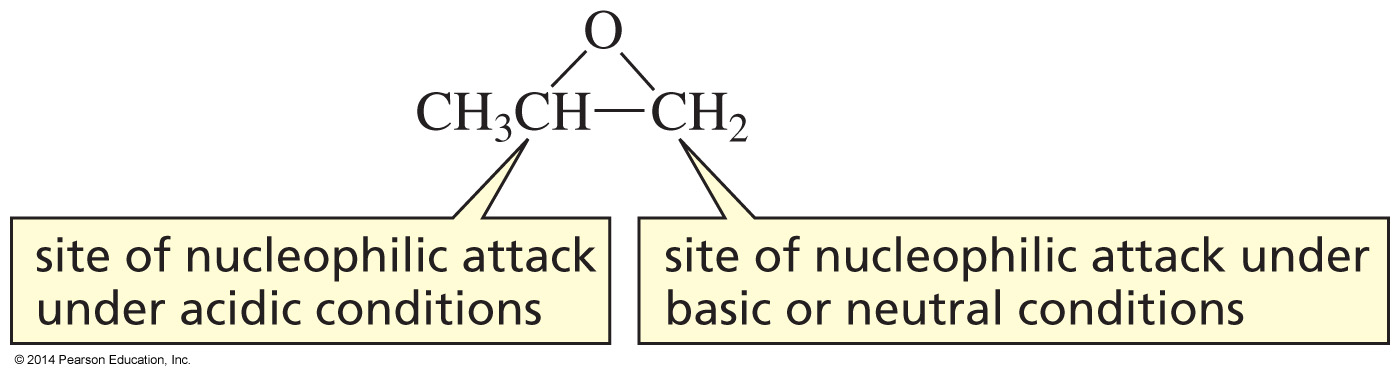 O
CH₃CH—CH₂
site of nucleophilic attack
under acidic conditions
site of nucleophilic attack under
basic or neutral conditions
© 2014 Pearson Education, Inc.